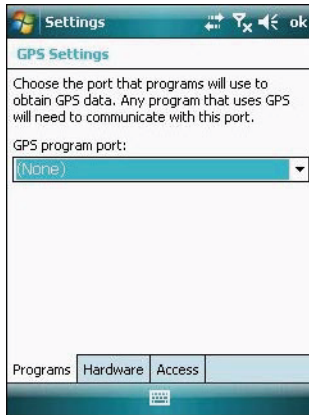 Settings
ok
GPS Settings
Choose the port that programs will use to
obtain GPS data. Any program that uses GPS
will need to communicate with this port.
GPS program port:
(None)
Programs Hardware Access